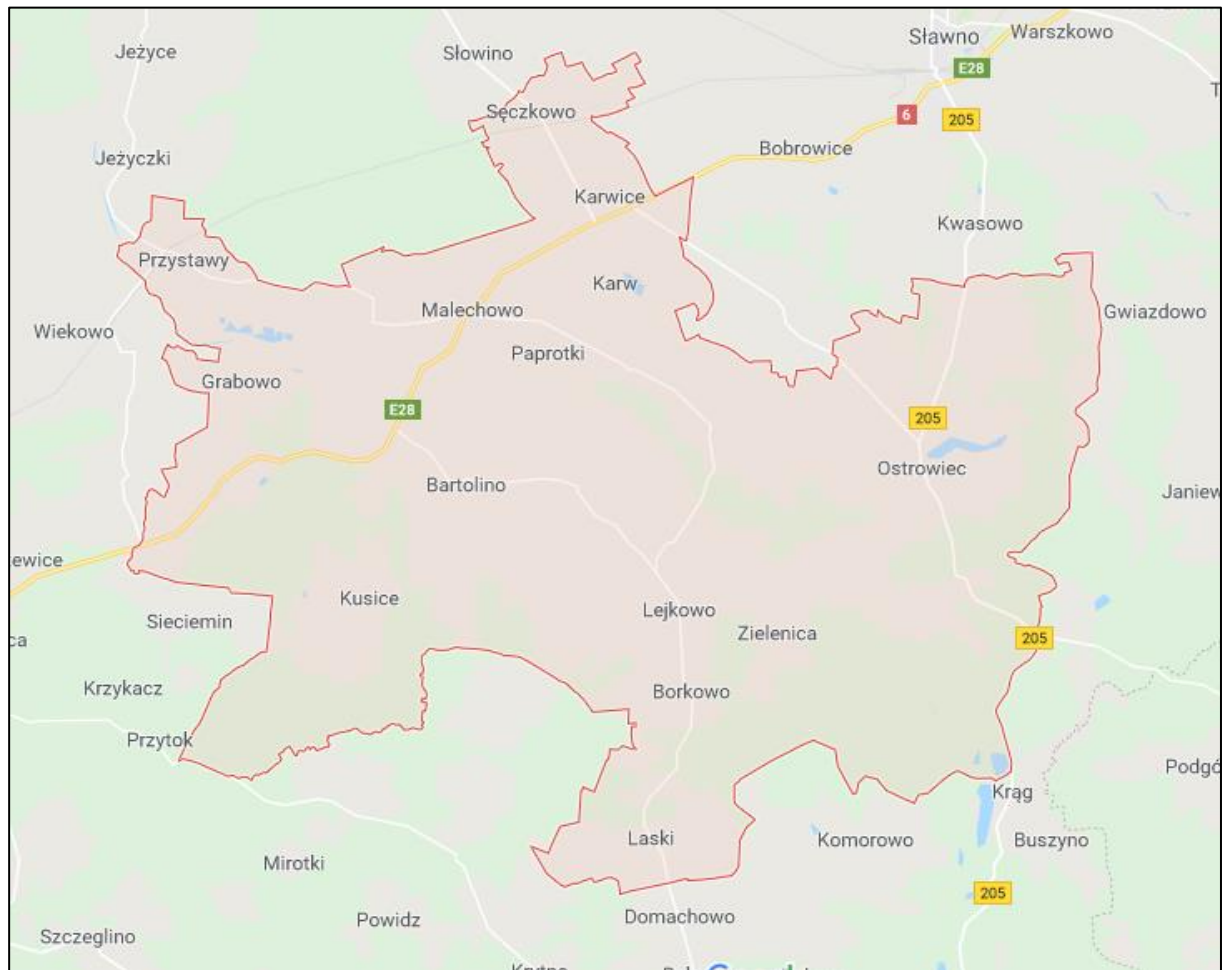 Sławno
Warszkowo
Jeżyce
Słowino
E28
6
205
Sęczkowo
Bobrowice
Jeżyczki
Karwice
Kwasowo
Przystawy
Karw
Malechowo
Gwiazdowo
Wiekowo
Paprotki
Grabowo
E28
205
Ostrowiec
Bartolino
Janiew
ewice
Kusice
Lejkowo
Sieciemin
Zielenica
205
ca
Krzykacz
Borkowo
Przytok
Podgó
Krąg
Laski
Komorowo
Buszyno
Mirotki
205
Powidz
Domachowo
Szczeglino